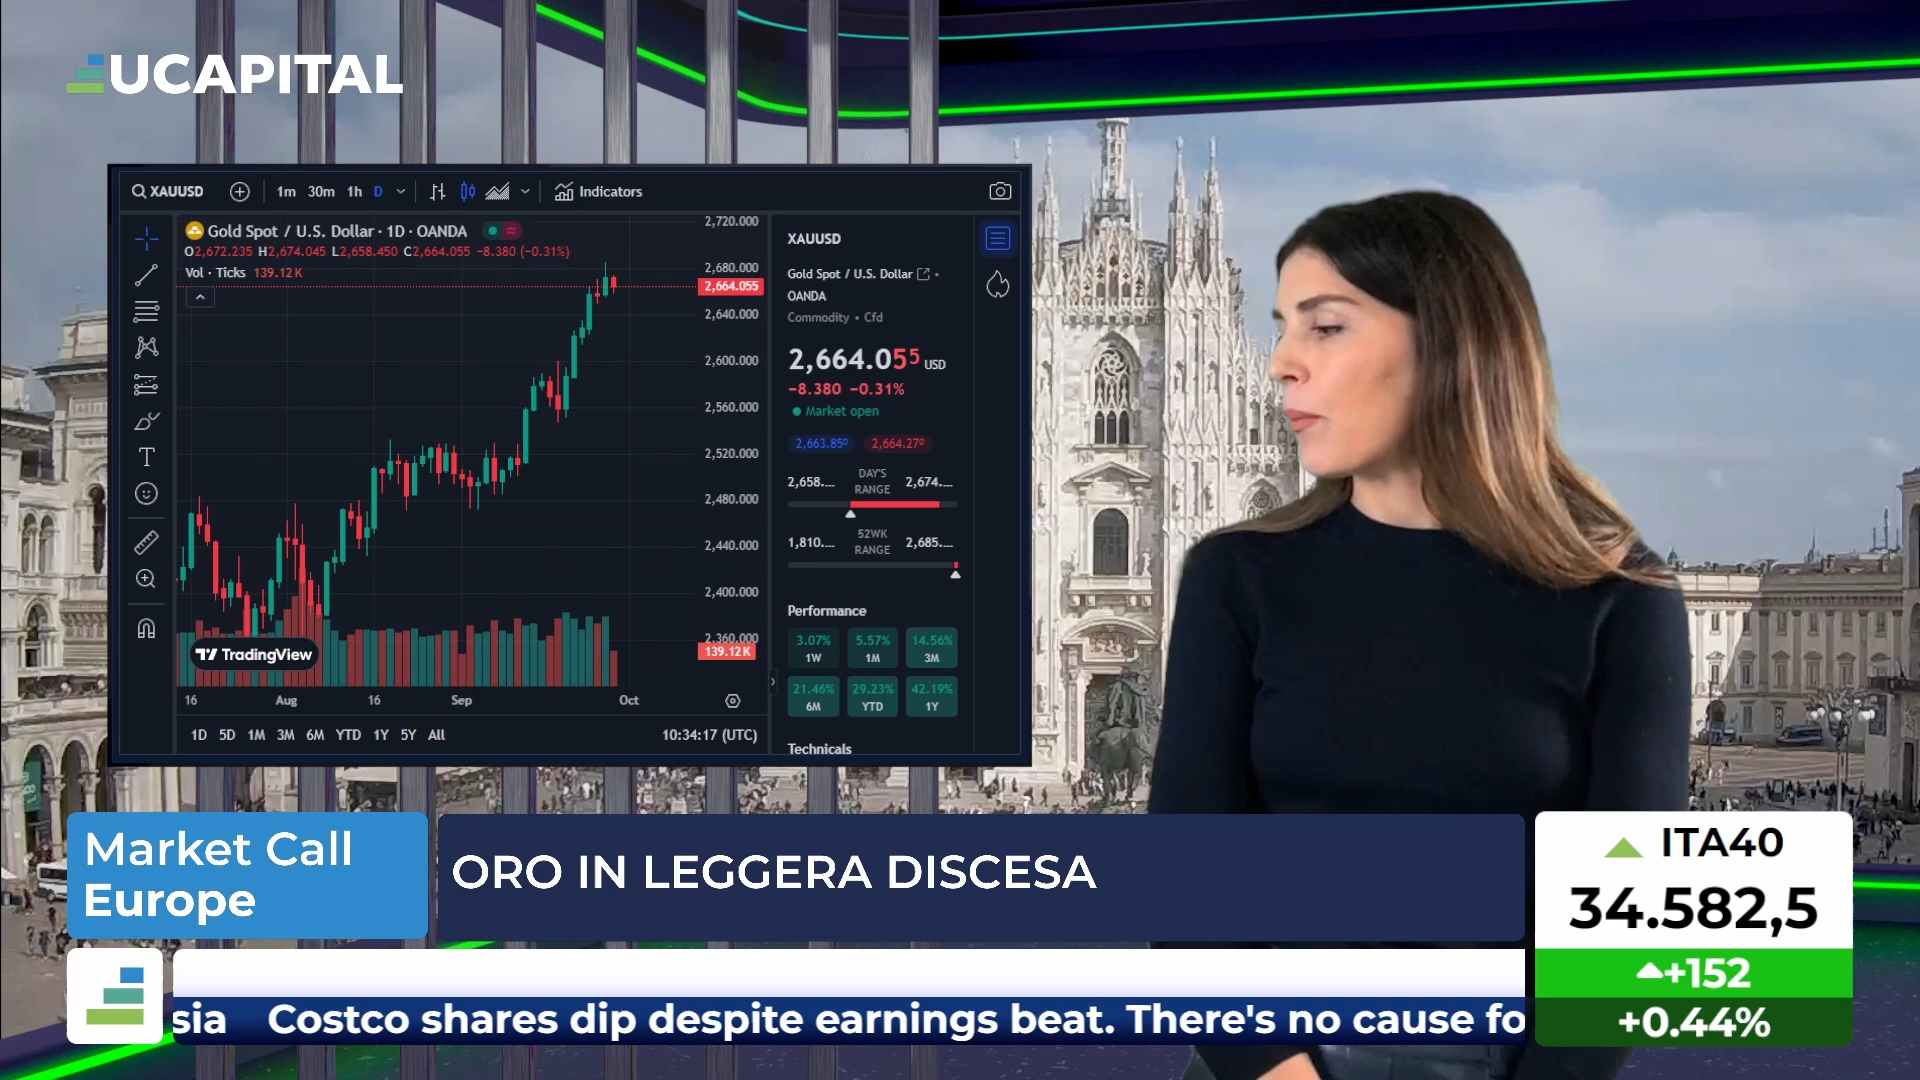 UCAPITAL
XAUUSD
1m 30m 1h D
Indicators
Gold Spot / U.S. Dollar · 1D · OANDA
O2,672.235 H2,674.045 L2,658.450 C2,664.055 −8.380 (−0.31%)
Vol · Ticks 139.12K
2,720.000
2,680.000
2,664.055
2,640.000
2,600.000
2,560.000
2,520.000
2,480.000
2,440.000
2,400.000
2,360.000
139.12K
TradingView
16 Aug 16 Sep Oct
1D 5D 1M 3M 6M YTD 1Y 5Y All
10:34:17 (UTC)
XAUUSD
Gold Spot / U.S. Dollar •
OANDA
Commodity • Cfd
2,664.055 USD
−8.380 −0.31%
Market open
2,663.850 2,664.270
2,658.... DAY'S RANGE 2,674....
1,810.... 52WK RANGE 2,685....
Performance
3.07% 5.57% 14.56%
1W 1M 3M
21.46% 29.23% 42.19%
6M YTD 1Y
Technicals
Market Call
Europe
ORO IN LEGGERA DISCESA
ITA40
34.582,5
+152
+0.44%
sia Costco shares dip despite earnings beat. There's no cause fo